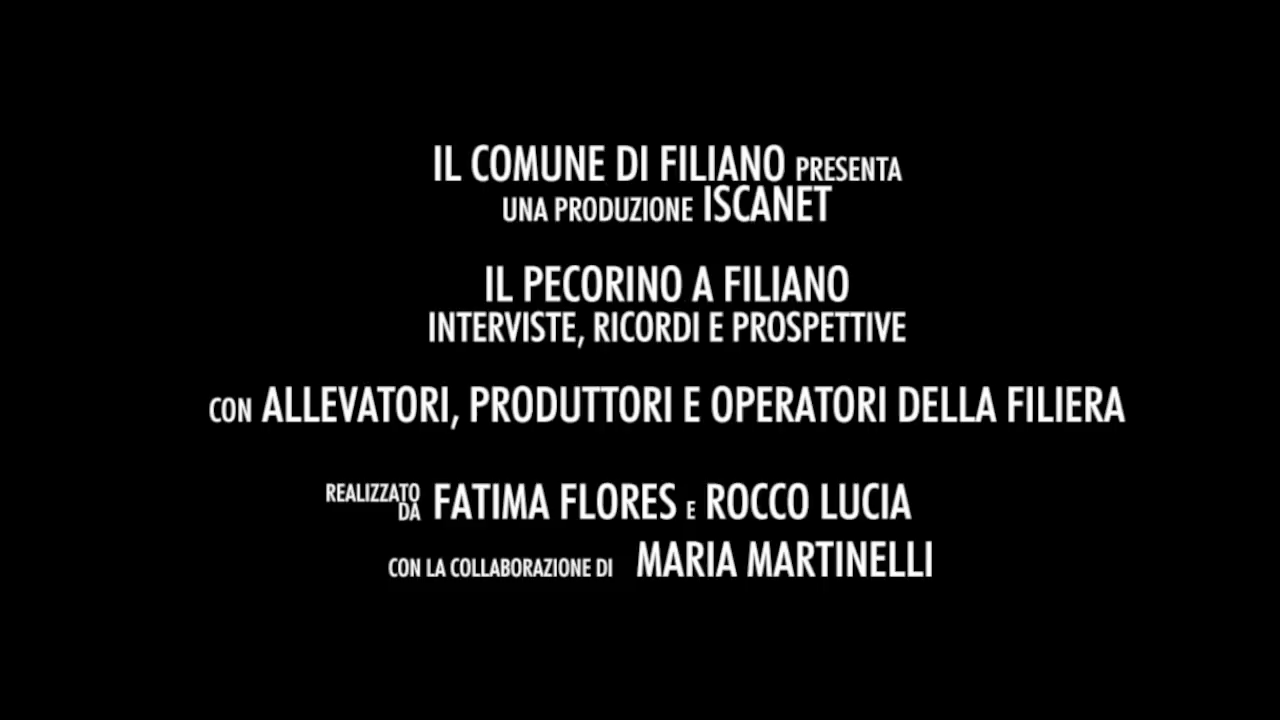 IL COMUNE DI FILIANO PRESENTA
UNA PRODUZIONE ISCANET
IL PECORINO A FILIANO
INTERVISTE, RICORDI E PROSPETTIVE
CON ALLEVATORI, PRODUTTORI E OPERATORI DELLA FILIERA
REALIZZATO DA FATIMA FLORES E ROCCO LUCIA
CON LA COLLABORAZIONE DI MARIA MARTINELLI